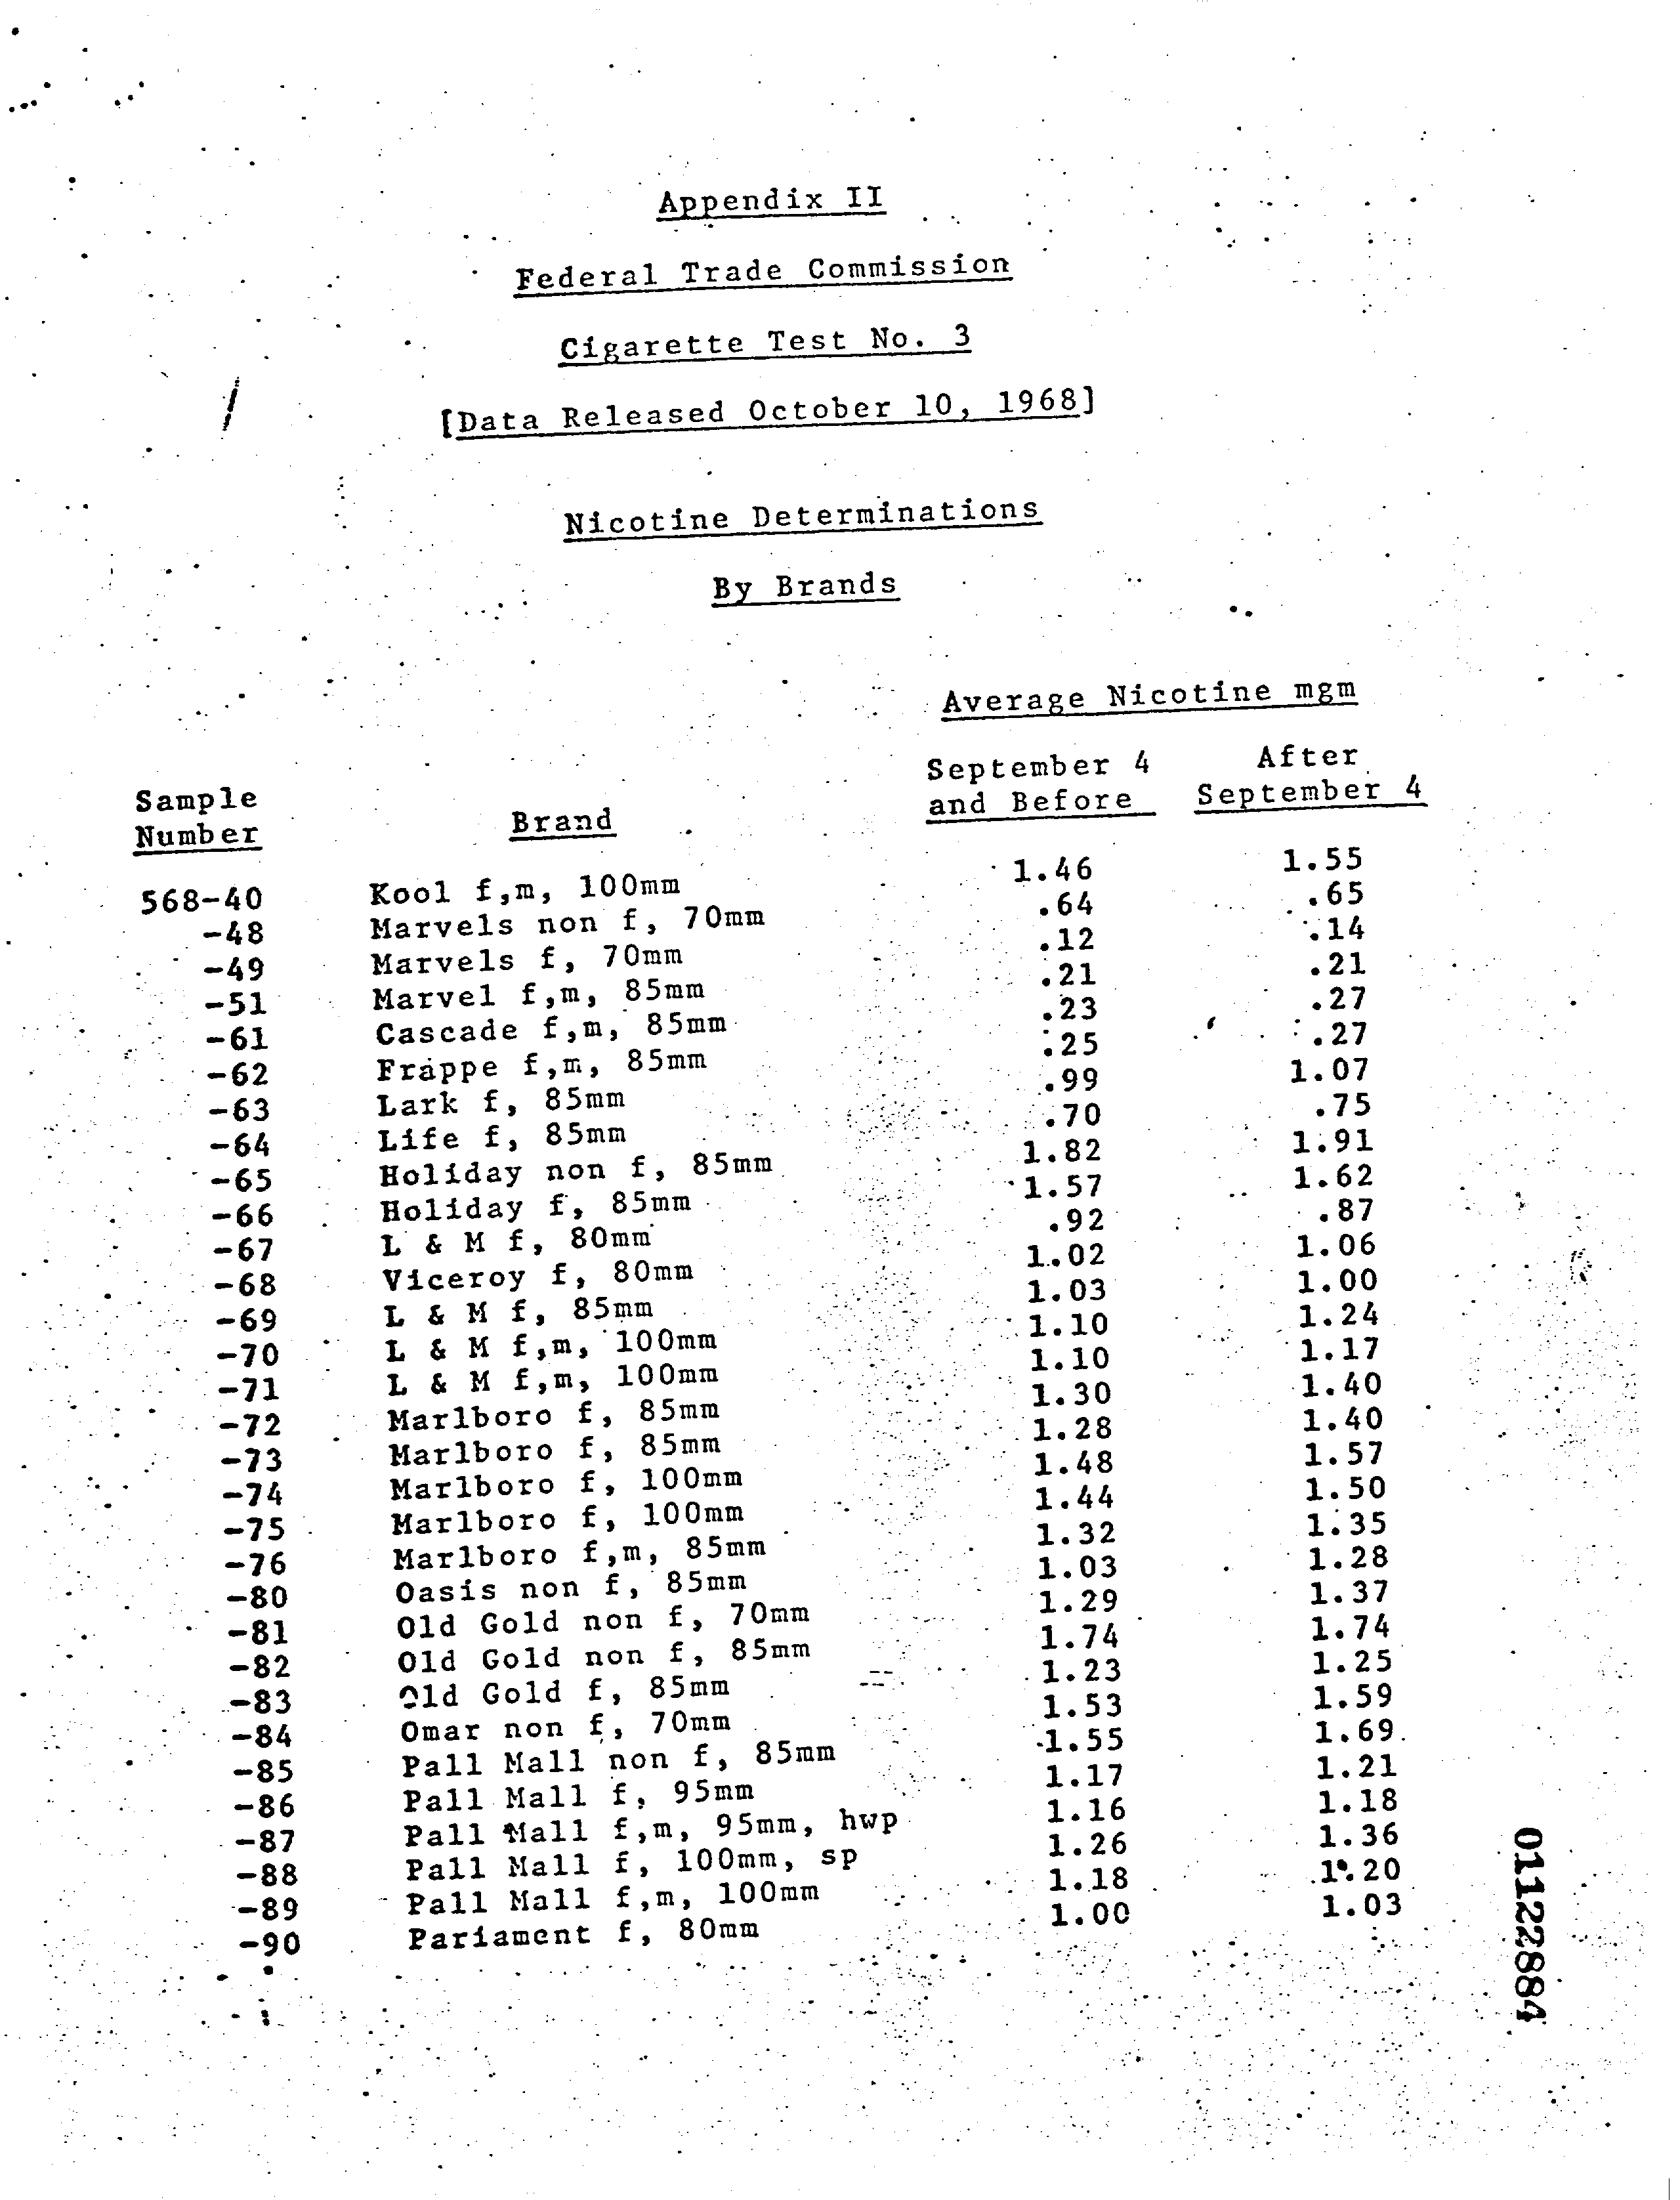 Appendix II
Federal Trade Commission
Cigarette Test No. 3
[Data Released October 10, 1968]
Nicotine Determinations
By Brands
Average Nicotine mgm
Sample Number Brand September 4 and Before After September 4
568-40 Kool f,m, 100mm 1.46 1.55
-48 Marvels non f, 70mm .64 .65
-49 Marvels f, 70mm .12 .14
-51 Marvel f,m, 85mm .21 .21
-61 Cascade f,m, 85mm .23 .27
-62 Frappe f,m, 85mm .25 .27
-63 Lark f, 85mm .99 1.07
-64 Life f, 85mm .70 .75
-65 Holiday non f, 85mm 1.82 1.91
-66 Holiday f, 85mm 1.57 1.62
-67 L & M f, 80mm .92 .87
-68 Viceroy f, 80mm 1.02 1.06
-69 L & M f, 85mm 1.03 1.00
-70 L & M f,m, 100mm 1.10 1.24
-71 L & M f,m, 100mm 1.10 1.17
-72 Marlboro f, 85mm 1.30 1.40
-73 Marlboro f, 85mm 1.28 1.40
-74 Marlboro f, 100mm 1.48 1.57
-75 Marlboro f, 100mm 1.44 1.50
-76 Marlboro f,m, 85mm 1.32 1.35
-80 Oasis non f, 85mm 1.03 1.28
-81 Old Gold non f, 70mm 1.29 1.37
-82 Old Gold non f, 85mm 1.74 1.74
-83 Old Gold f, 85mm 1.23 1.25
-84 Omar non f, 70mm 1.53 1.59
-85 Pall Mall non f, 85mm 1.55 1.69
-86 Pall Mall f, 95mm 1.17 1.21
-87 Pall Mall f,m, 95mm, hwp 1.16 1.18
-88 Pall Mall f, 100mm, sp 1.26 1.36
-89 Pall Mall f,m, 100mm 1.18 1.20
-90 Pariament f, 80mm 1.00 1.03
01122884